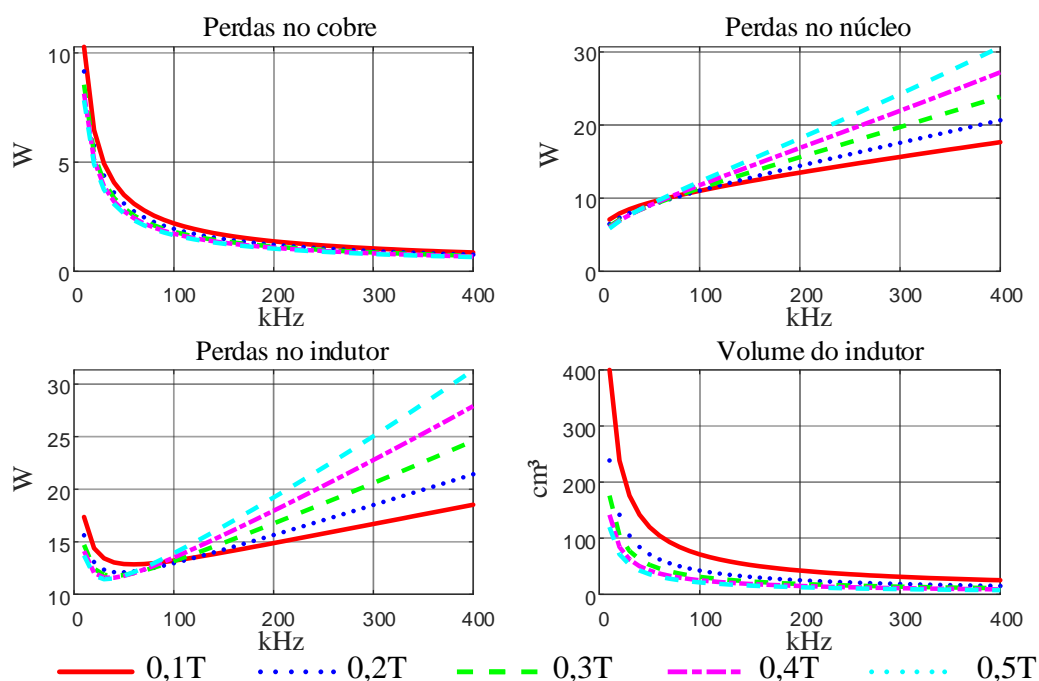 Perdas no cobre
10
5
0
W
0 100 200 300 400
kHz
Perdas no núcleo
30
20
10
0
W
0 100 200 300 400
kHz
Perdas no indutor
30
25
20
15
10
W
0 100 200 300 400
kHz
Volume do indutor
400
300
200
100
0
cm³
0 100 200 300 400
kHz
0,1T 0,2T 0,3T 0,4T 0,5T